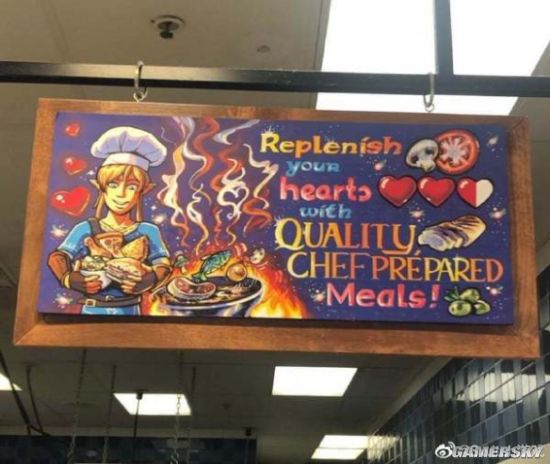 Replenish
your
hearts
with
QUALITY
CHEF PREPARED
Meals!
GAMERSKY